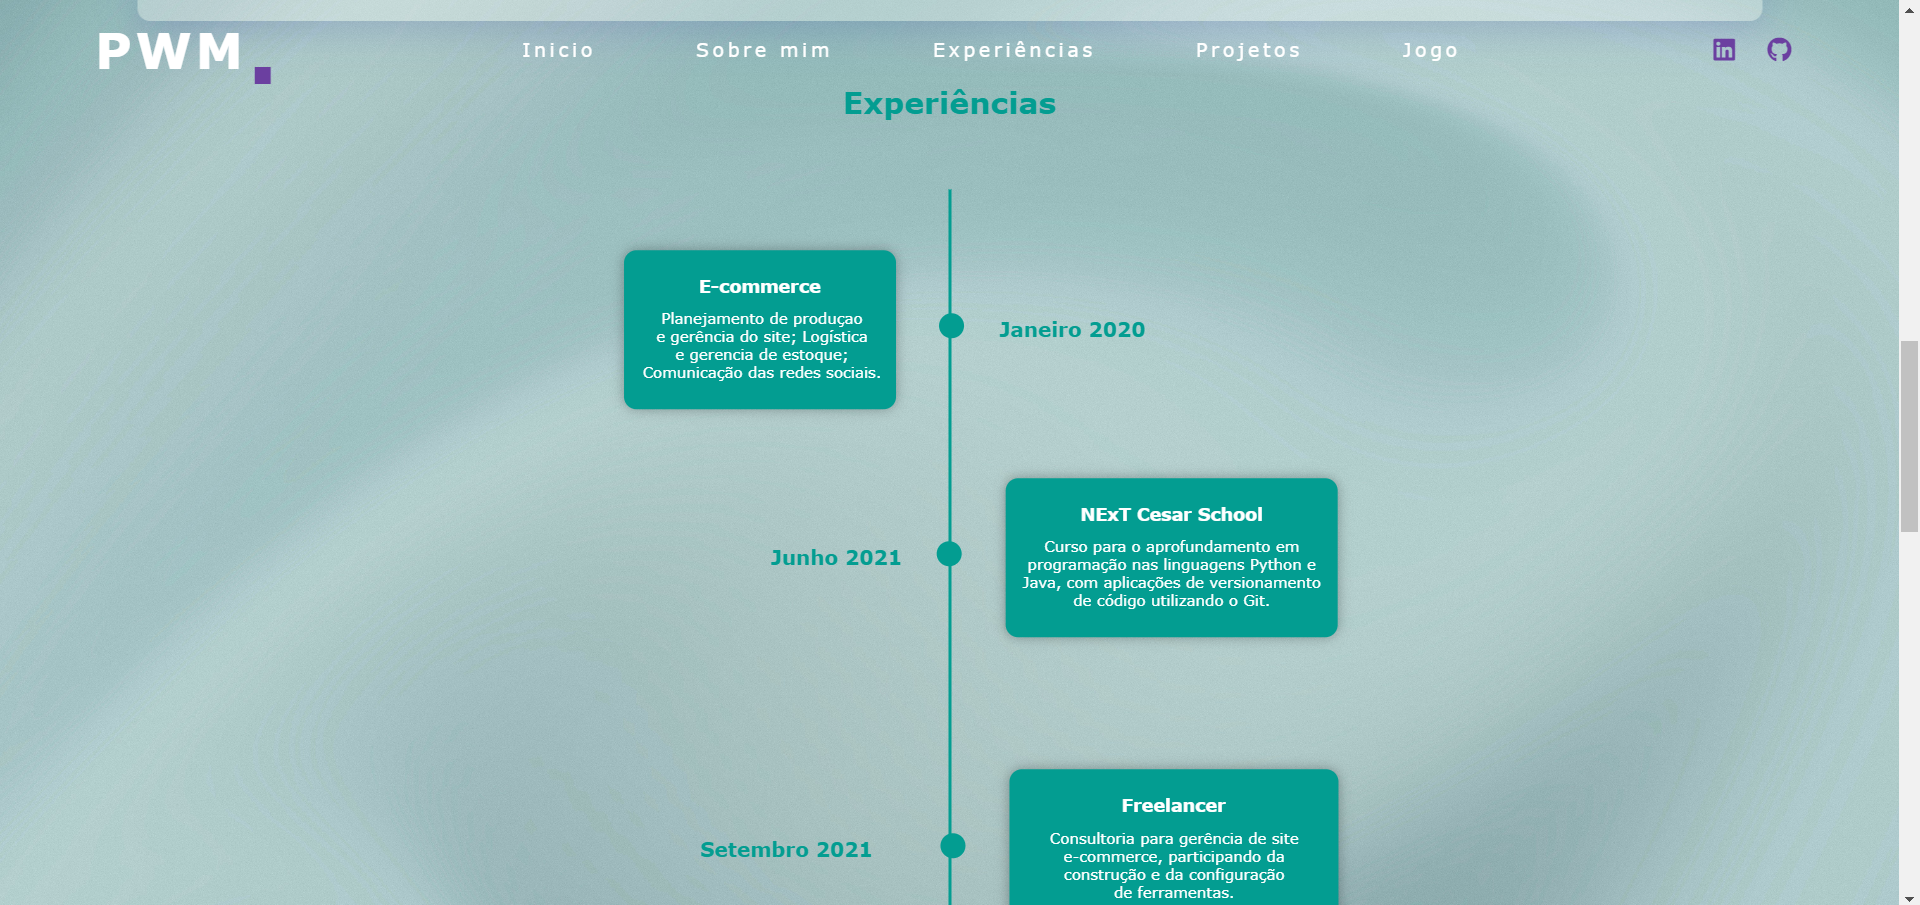 PWM.
Inicio
Sobre mim
Experiências
Projetos
Jogo
Experiências
E-commerce
Planejamento de produçao
e gerência do site; Logística
e gerencia de estoque;
Comunicação das redes sociais.
Janeiro 2020
NExT Cesar School
Curso para o aprofundamento em
programação nas linguagens Python e
Java, com aplicações de versionamento
de código utilizando o Git.
Junho 2021
Freelancer
Consultoria para gerência de site
e-commerce, participando da
construção e da configuração
de ferramentas.
Setembro 2021